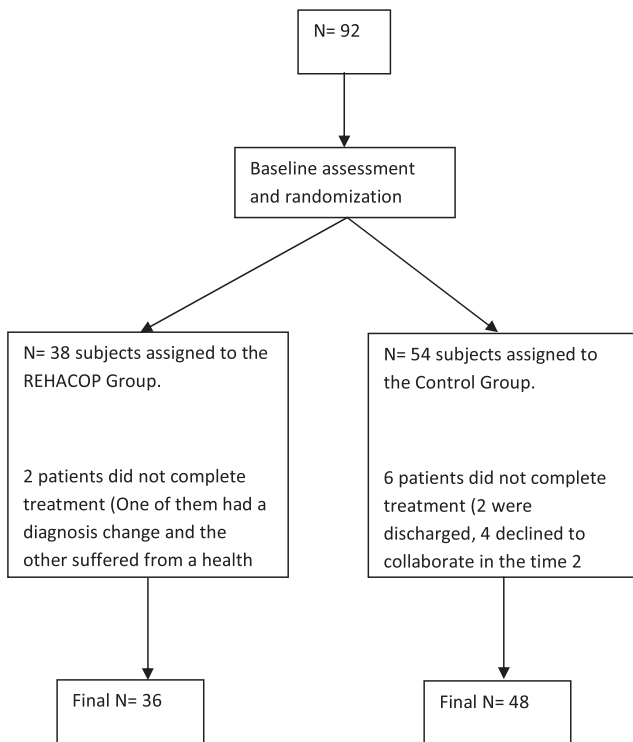 N= 92
Baseline assessment
and randomization
N= 38 subjects assigned to the
REHACOP Group.
2 patients did not complete
treatment (One of them had a
diagnosis change and the
other suffered from a health
N= 54 subjects assigned to
the Control Group.
6 patients did not complete
treatment (2 were
discharged, 4 declined to
collaborate in the time 2
Final N= 36
Final N= 48